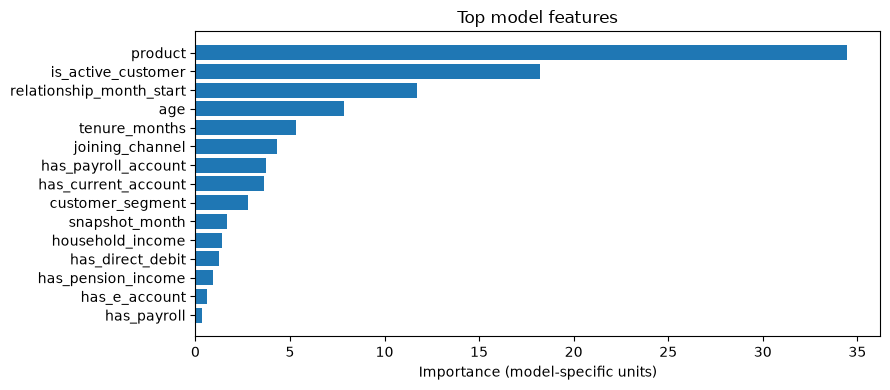 Top model features
product
is_active_customer
relationship_month_start
age
tenure_months
joining_channel
has_payroll_account
has_current_account
customer_segment
snapshot_month
household_income
has_direct_debit
has_pension_income
has_e_account
has_payroll
0 5 10 15 20 25 30 35
Importance (model-specific units)